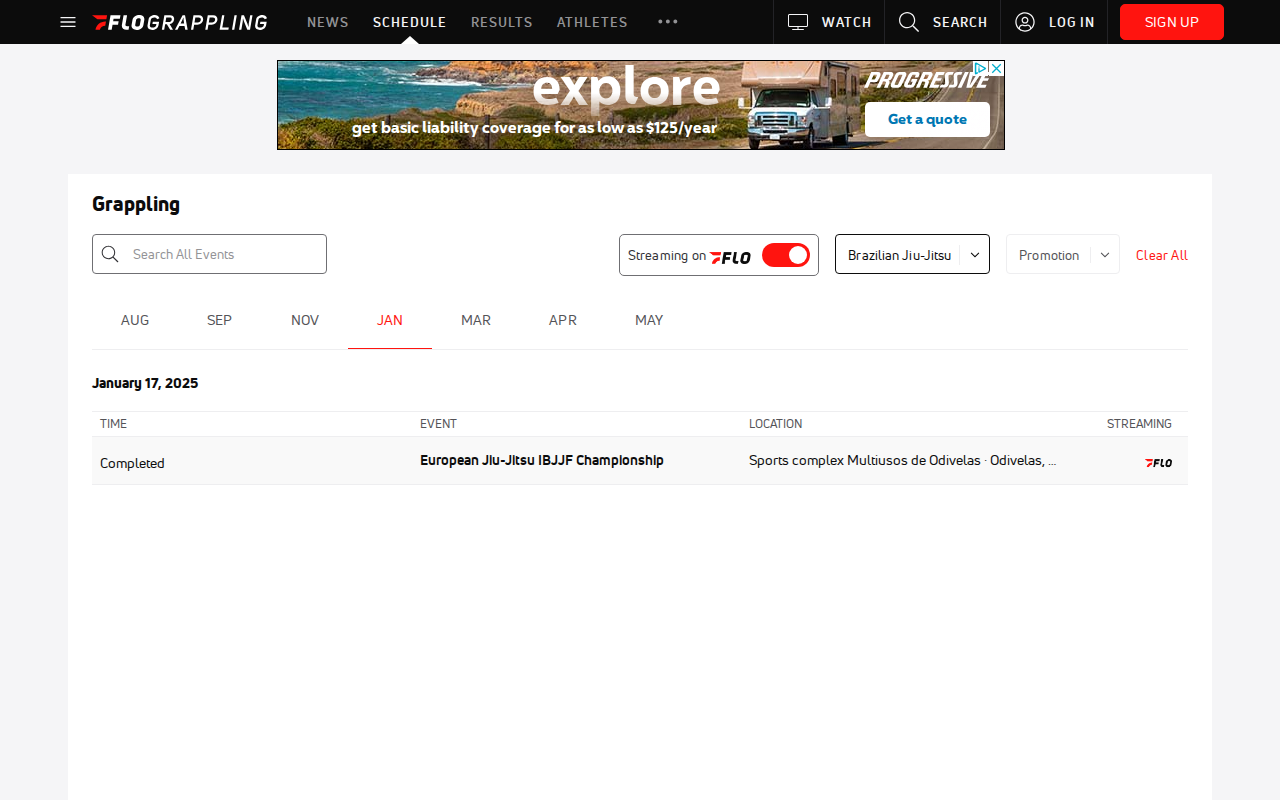 FLOGRAPPLING NEWS SCHEDULE RESULTS ATHLETES WATCH SEARCH LOG IN SIGN UP
explore
get basic liability coverage for as low as $125/year
PROGRESSIVE
Get a quote
Grappling
Search All Events
Streaming on FLO
Brazilian Jiu-Jitsu
Promotion
Clear All
AUG SEP NOV JAN MAR APR MAY
January 17, 2025
TIME EVENT LOCATION STREAMING
Completed European Jiu-Jitsu IBJJF Championship Sports complex Multiusos de Odivelas · Odivelas, ... FLO